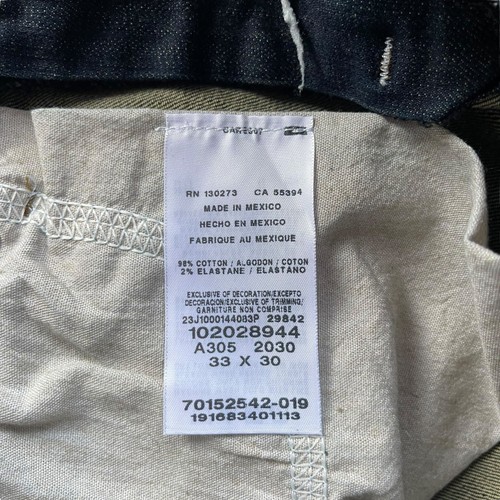 RN 130273 CA 55394
MADE IN MEXICO
HECHO EN MEXICO
FABRIQUE AU MEXIQUE
98% COTTON / ALGODON / COTON
2% ELASTANE / ELASTANO
EXCLUSIVE OF DECORATION/EXCEPTO
DECORACION/EXCLUSIVE OF TRIMMING/
GARNITURE NON COMPRISE
23J1000144083P 29842
102028944
A305 2030
33 X 30
70152542-019
191683401113